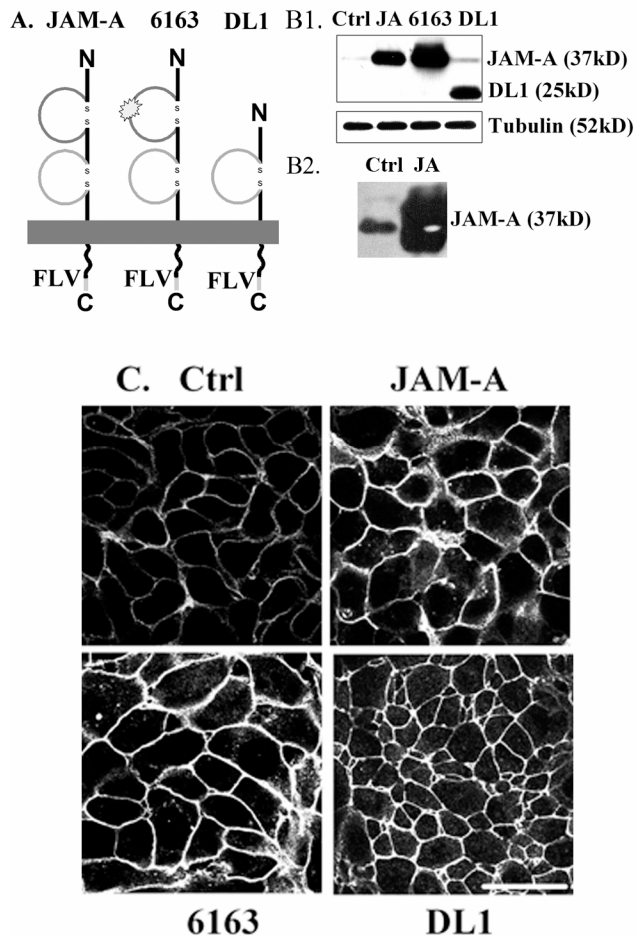 A. JAM-A 6163 DL1
N N N
s s s
s s s
s s
s s
FLV FLV FLV
C C C
B1. Ctrl JA 6163 DL1
JAM-A (37kD)
DL1 (25kD)
Tubulin (52kD)
B2. Ctrl JA
JAM-A (37kD)
C. Ctrl JAM-A
6163 DL1